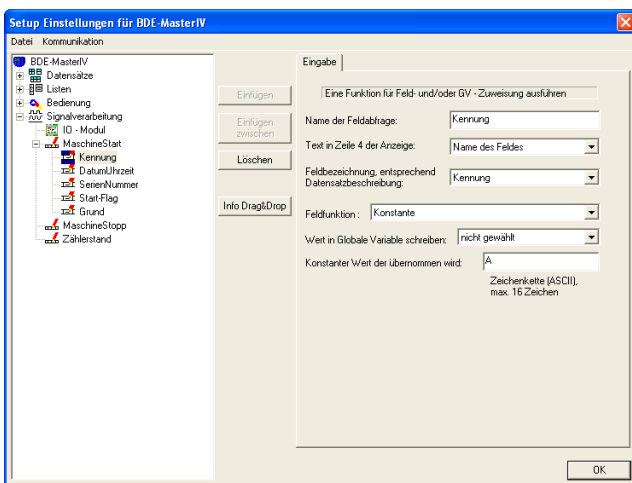 Setup Einstellungen für BDE-MasterIV
Datei Kommunikation
BDE-MasterIV
Datensätze
Listen
Bedienung
Signalverarbeitung
IO - Modul
MaschineStart
Kennung
DatumUhrzeit
SerienNummer
Start-Flag
Grund
MaschineStopp
Zählerstand
Einfügen
Einfügen
zwischen
Löschen
Info Drag&Drop
Eingabe
Eine Funktion für Feld- und/oder GV - Zuweisung ausführen
Name der Feldabfrage: Kennung
Text in Zeile 4 der Anzeige: Name des Feldes
Feldbezeichnung, entsprechend
Datensatzbeschreibung: Kennung
Feldfunktion : Konstante
Wert in Globale Variable schreiben: nicht gewählt
Konstanter Wert der übernommen wird: A
Zeichenkette (ASCII),
max. 16 Zeichen
OK